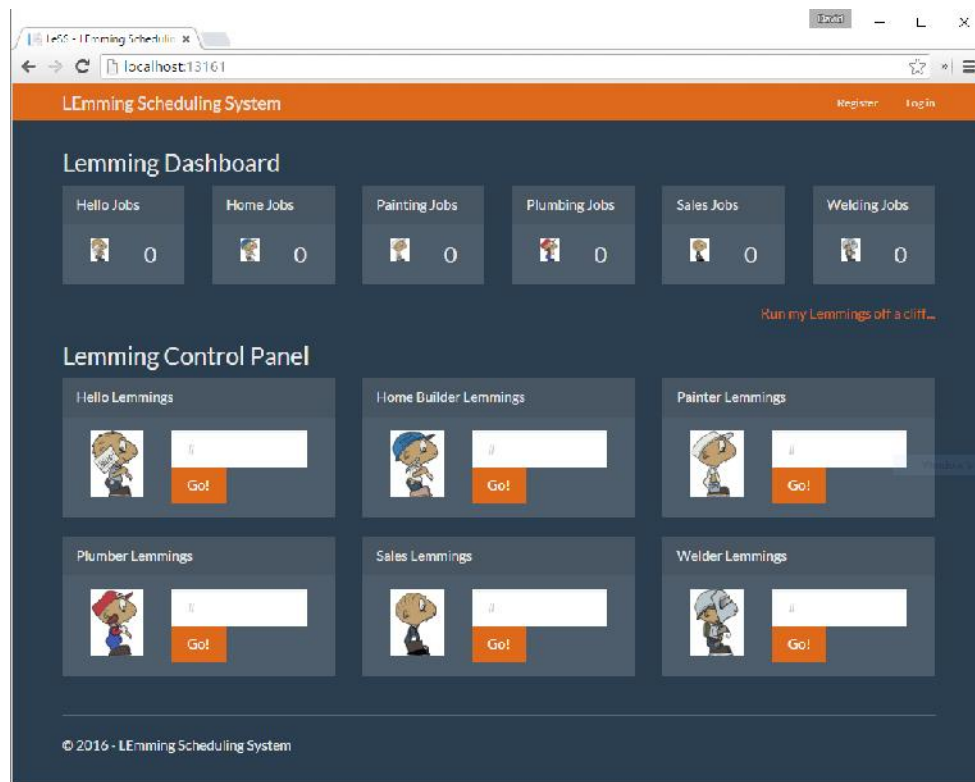 David
LeSS - LEmming Schedulin
localhost:13161
LEmming Scheduling System
Register Log in
Lemming Dashboard
Hello Jobs Home Jobs Painting Jobs Plumbing Jobs Sales Jobs Welding Jobs
0 0 0 0 0 0
Run my Lemmings off a cliff...
Lemming Control Panel
Hello Lemmings Home Builder Lemmings Painter Lemmings
# # #
Go! Go! Go!
Plumber Lemmings Sales Lemmings Welder Lemmings
# # #
Go! Go! Go!
© 2016 - LEmming Scheduling System